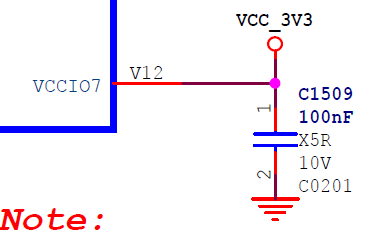 VCC_3V3
V12
VCCIO7
C1509
1
100nF
X5R
10V
2
C0201
Note: